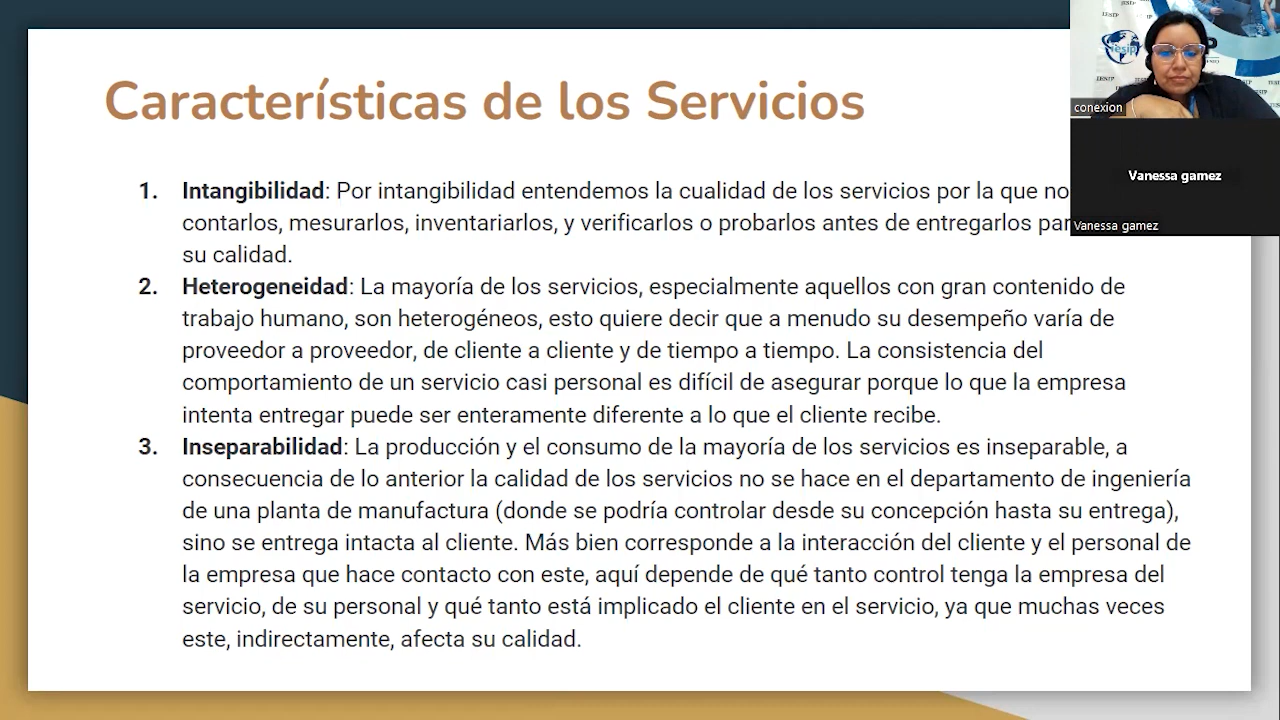 Características de los Servicios
1. Intangibilidad: Por intangibilidad entendemos la cualidad de los servicios por la que no
contarlos, mesurarlos, inventariarlos, y verificarlos o probarlos antes de entregarlos
su calidad.
2. Heterogeneidad: La mayoría de los servicios, especialmente aquellos con gran contenido de
trabajo humano, son heterogéneos, esto quiere decir que a menudo su desempeño varía de
proveedor a proveedor, de cliente a cliente y de tiempo a tiempo. La consistencia del
comportamiento de un servicio casi personal es difícil de asegurar porque lo que la empresa
intenta entregar puede ser enteramente diferente a lo que el cliente recibe.
3. Inseparabilidad: La producción y el consumo de la mayoría de los servicios es inseparable, a
consecuencia de lo anterior la calidad de los servicios no se hace en el departamento de ingeniería
de una planta de manufactura (donde se podría controlar desde su concepción hasta su entrega),
sino se entrega intacta al cliente. Más bien corresponde a la interacción del cliente y el personal de
la empresa que hace contacto con este, aquí depende de qué tanto control tenga la empresa del
servicio, de su personal y qué tanto está implicado el cliente en el servicio, ya que muchas veces
este, indirectamente, afecta su calidad.
iesip
conexion
Vanessa gamez
Vanessa gamez